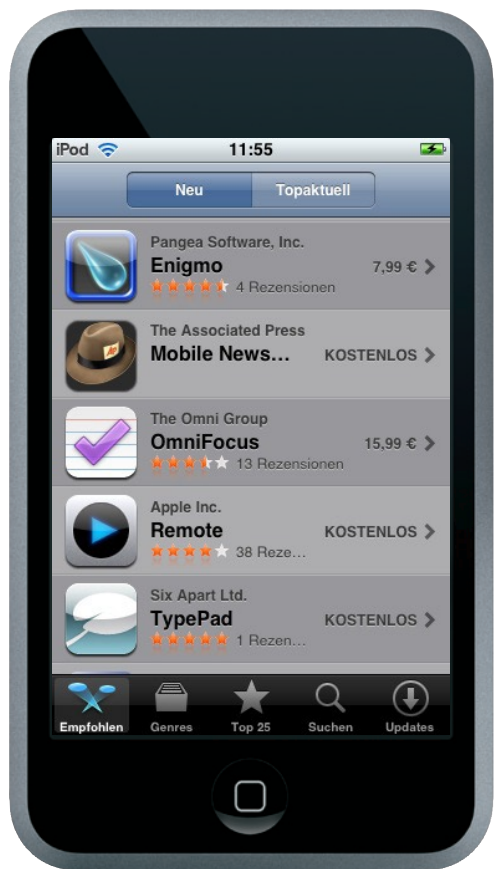 iPod 11:55
Neu Topaktuell
Pangea Software, Inc.
Enigmo 7,99 €
4 Rezensionen
The Associated Press
Mobile News... KOSTENLOS
The Omni Group
OmniFocus 15,99 €
13 Rezensionen
Apple Inc.
Remote KOSTENLOS
38 Reze...
Six Apart Ltd.
TypePad KOSTENLOS
1 Rezen...
Empfohlen Genres Top 25 Suchen Updates